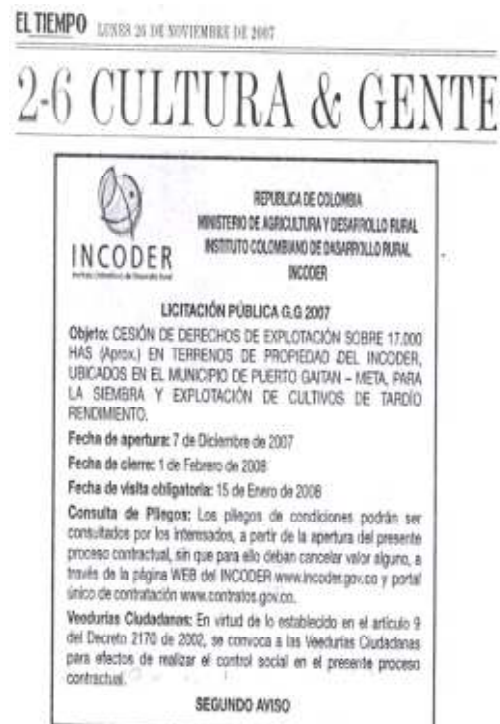 EL TIEMPO LUNES 26 DE NOVIEMBRE DE 2007
2-6 CULTURA & GENTE
INCODER
REPUBLICA DE COLOMBIA
MINISTERIO DE AGRICULTURA Y DESARROLLO RURAL
INSTITUTO COLOMBIANO DE DASARROLLO RURAL
INCODER
LICITACIÓN PÚBLICA G.G 2007
Objeto: CESIÓN DE DERECHOS DE EXPLOTACIÓN SOBRE 17.000
HAS (Aprox.) EN TERRENOS DE PROPIEDAD DEL INCODER,
UBICADOS EN EL MUNICIPIO DE PUERTO GAITAN – META, PARA
LA SIEMBRA Y EXPLOTACIÓN DE CULTIVOS DE TARDÍO
RENDIMIENTO.
Fecha de apertura: 7 de Diciembre de 2007
Fecha de cierre: 1 de Febrero de 2008
Fecha de visita obligatoria: 15 de Enero de 2008
Consulta de Pliegos: Los pliegos de condiciones podrán ser
consultados por los interesados, a partir de la apertura del presente
proceso contractual, sin que para ello deban cancelar valor alguno, a
través de la página WEB del INCODER www.incoder.gov.co y portal
único de contratación www.contratos.gov.co.
Veedurías Ciudadanas: En virtud de lo establecido en el artículo 9
del Decreto 2170 de 2002, se convoca a las Veedurías Ciudadanas
para efectos de realizar el control social en el presente proceso
contractual.
SEGUNDO AVISO